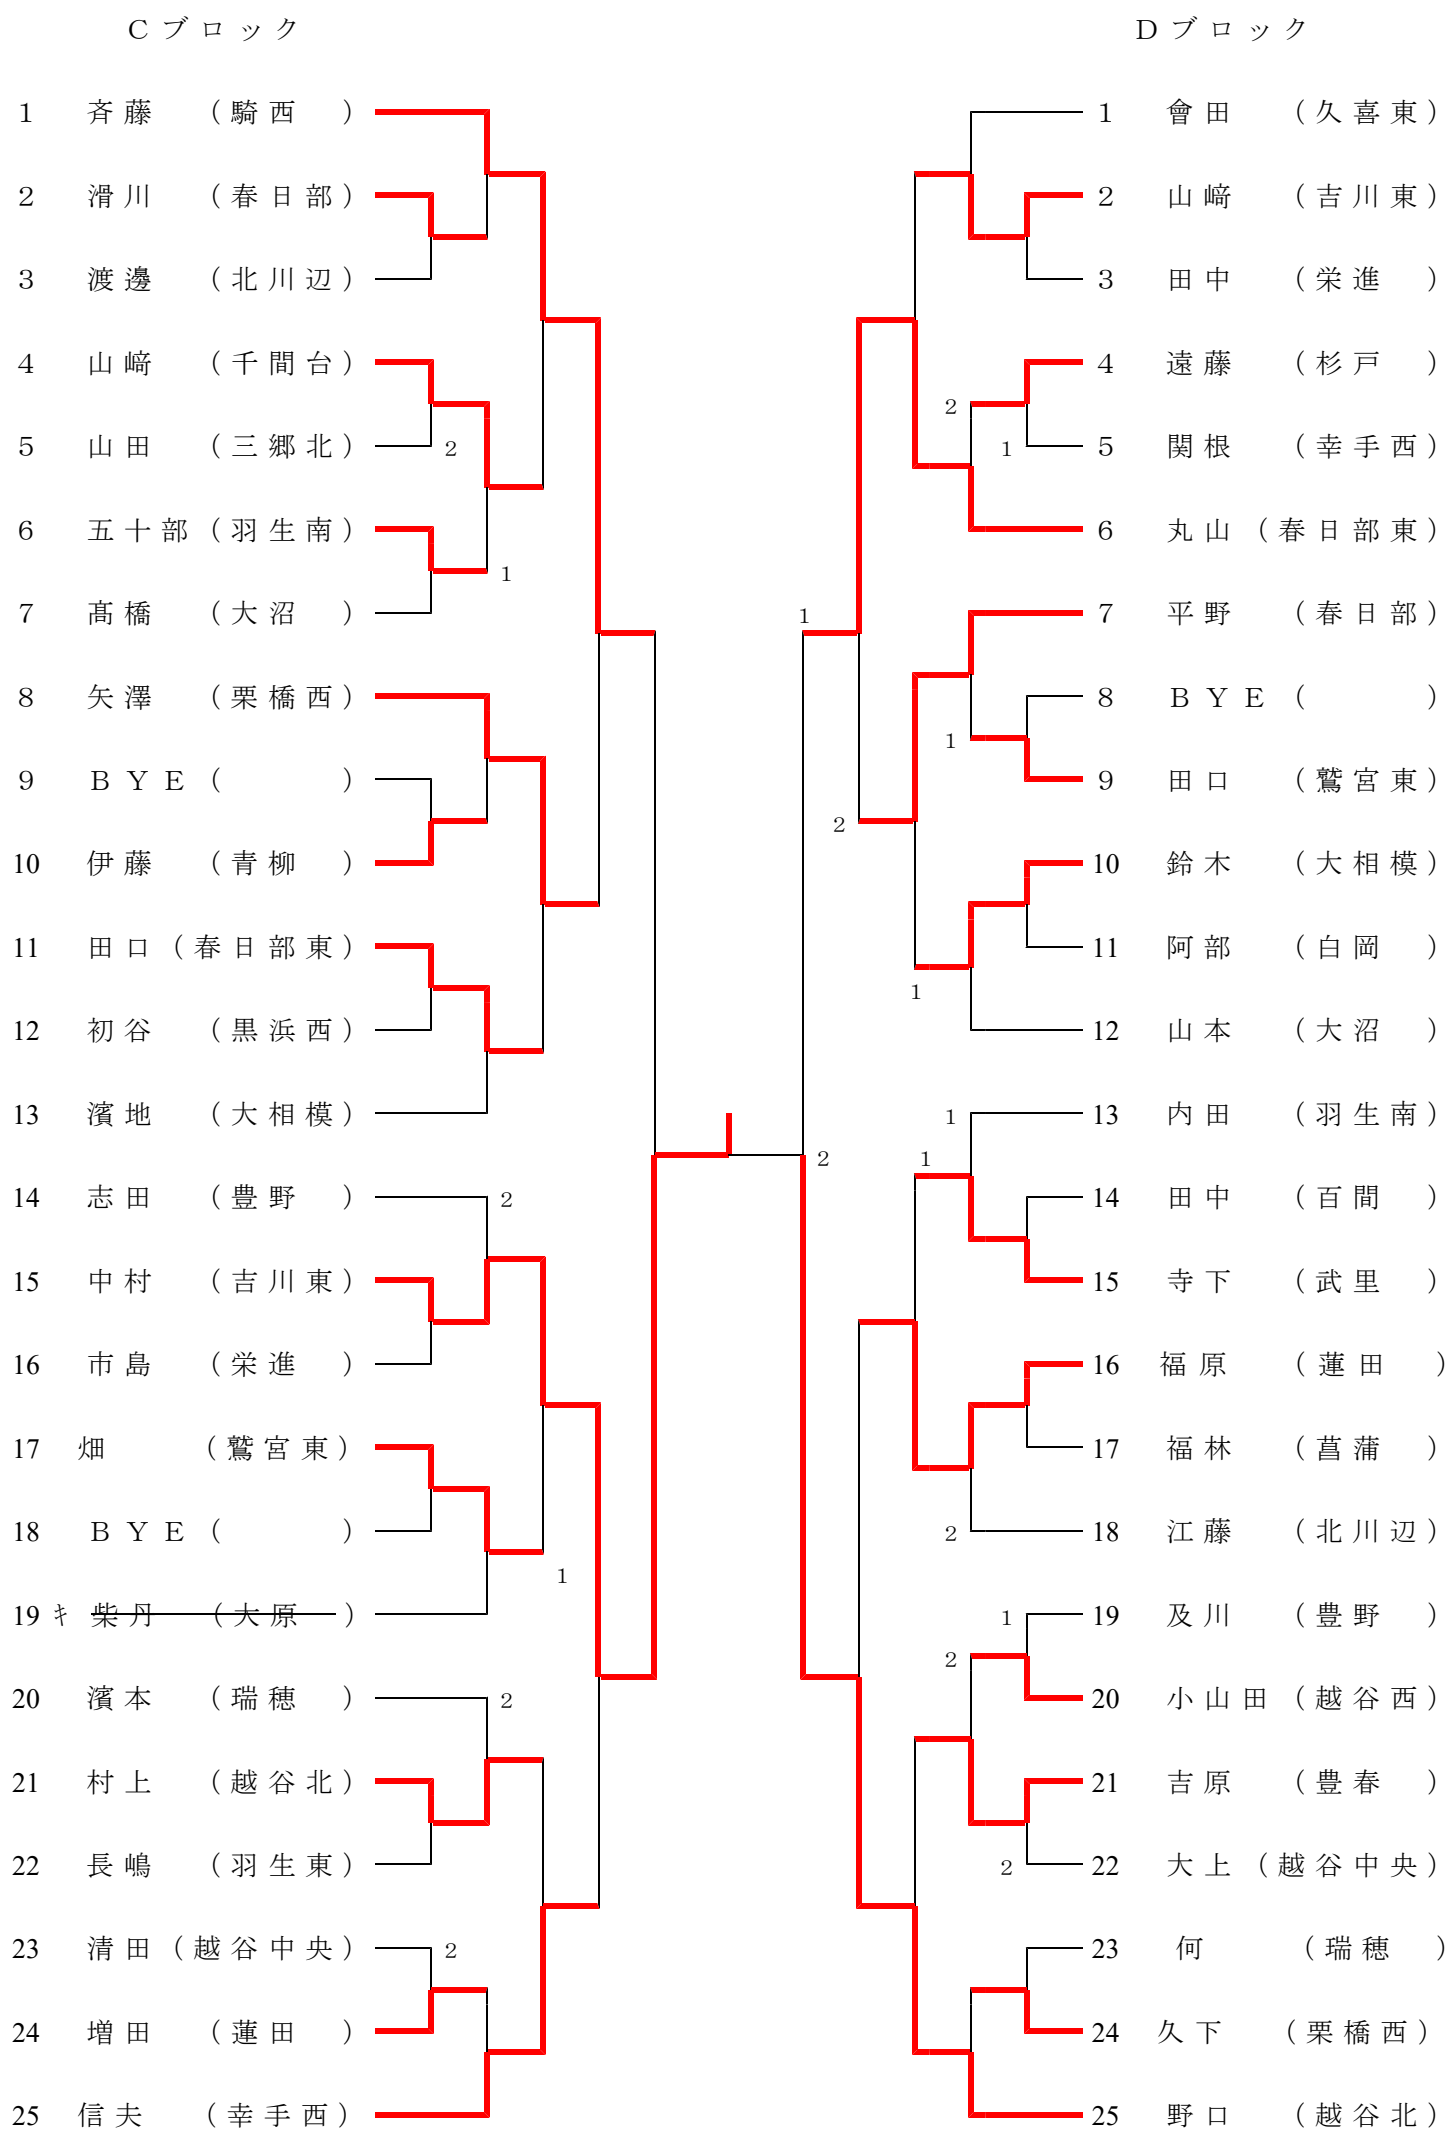 Cブロック
1 斉藤 (騎西)
2 滑川 (春日部)
3 渡邊 (北川辺)
4 山﨑 (千間台)
5 山田 (三郷北) 2
6 五十部 (羽生南)
1
7 髙橋 (大沼)
8 矢澤 (栗橋西)
9 BYE ( )
10 伊藤 (青柳)
11 田口 (春日部東)
12 初谷 (黒浜西)
13 濱地 (大相模)
14 志田 (豊野) 2
15 中村 (吉川東)
16 市島 (栄進)
17 畑 (鷲宮東)
18 BYE ( )
1
19 ｷ 柴丹 (大原)
20 濱本 (瑞穂) 2
21 村上 (越谷北)
22 長嶋 (羽生東)
23 清田 (越谷中央) 2
24 増田 (蓮田)
25 信夫 (幸手西)
Dブロック
1 會田 (久喜東)
2 山﨑 (吉川東)
3 田中 (栄進)
4 遠藤 (杉戸)
2
1 5 関根 (幸手西)
6 丸山 (春日部東)
1
7 平野 (春日部)
8 BYE ( )
1
9 田口 (鷲宮東)
2
10 鈴木 (大相模)
11 阿部 (白岡)
1
12 山本 (大沼)
1 13 内田 (羽生南)
2
1
14 田中 (百間)
15 寺下 (武里)
16 福原 (蓮田)
17 福林 (菖蒲)
2 18 江藤 (北川辺)
1 19 及川 (豊野)
2
20 小山田 (越谷西)
21 吉原 (豊春)
2 22 大上 (越谷中央)
23 何 (瑞穂)
24 久下 (栗橋西)
25 野口 (越谷北)